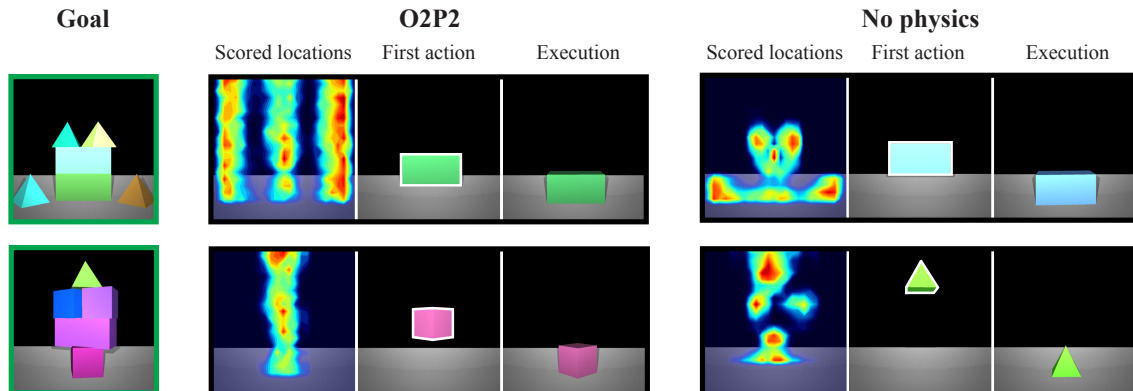 Goal
O2P2
No physics
Scored locations First action Execution
Scored locations First action Execution